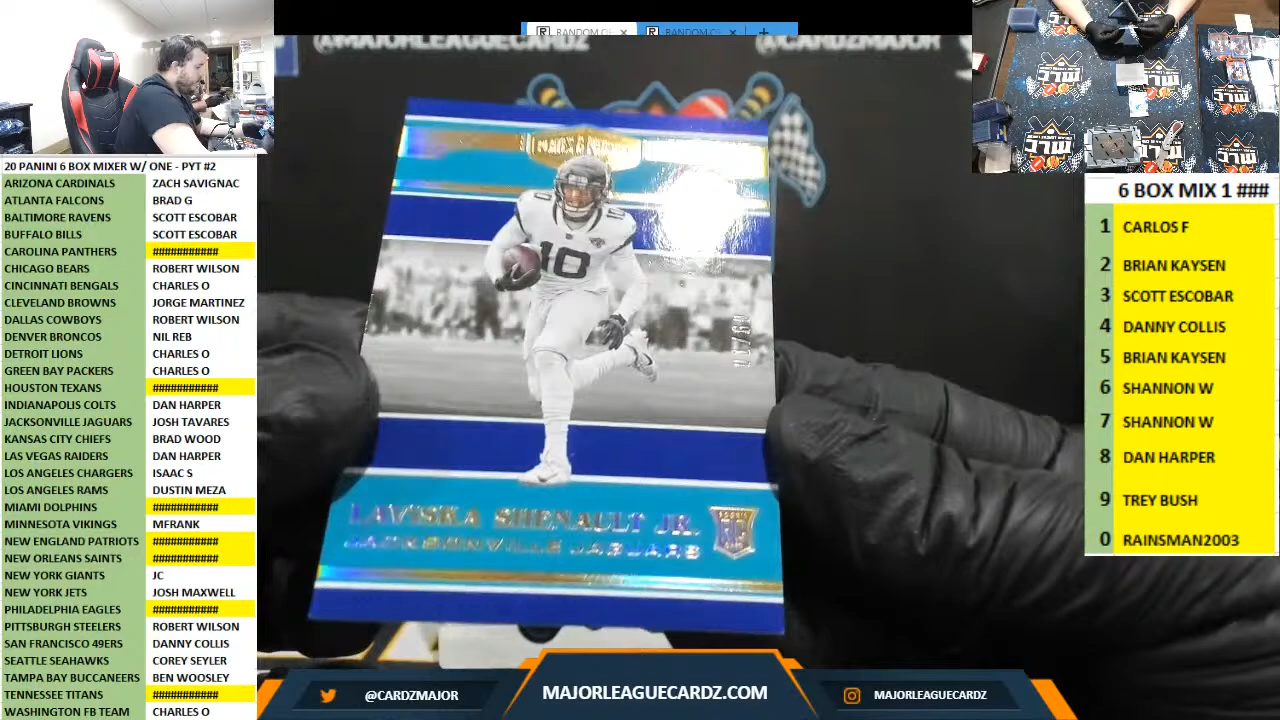 RANDOM.OR
RANDOM.OR
@MAJORLEAGUECARDZ
@CARDZMAJOR
20 PANINI 6 BOX MIXER W/ ONE - PYT #2
ARIZONA CARDINALS ZACH SAVIGNAC
ATLANTA FALCONS BRAD G
BALTIMORE RAVENS SCOTT ESCOBAR
BUFFALO BILLS SCOTT ESCOBAR
CAROLINA PANTHERS ###########
CHICAGO BEARS ROBERT WILSON
CINCINNATI BENGALS CHARLES O
CLEVELAND BROWNS JORGE MARTINEZ
DALLAS COWBOYS ROBERT WILSON
DENVER BRONCOS NIL REB
DETROIT LIONS CHARLES O
GREEN BAY PACKERS CHARLES O
HOUSTON TEXANS ###########
INDIANAPOLIS COLTS DAN HARPER
JACKSONVILLE JAGUARS JOSH TAVARES
KANSAS CITY CHIEFS BRAD WOOD
LAS VEGAS RAIDERS DAN HARPER
LOS ANGELES CHARGERS ISAAC S
LOS ANGELES RAMS DUSTIN MEZA
MIAMI DOLPHINS ###########
MINNESOTA VIKINGS MFRANK
NEW ENGLAND PATRIOTS ###########
NEW ORLEANS SAINTS ###########
NEW YORK GIANTS JC
NEW YORK JETS JOSH MAXWELL
PHILADELPHIA EAGLES ###########
PITTSBURGH STEELERS ROBERT WILSON
SAN FRANCISCO 49ERS DANNY COLLIS
SEATTLE SEAHAWKS COREY SEYLER
TAMPA BAY BUCCANEERS BEN WOOSLEY
TENNESSEE TITANS ###########
WASHINGTON FB TEAM CHARLES O
10
10
LAVISKA SHENAULT JR.
JACKSONVILLE JAGUARS
6 BOX MIX 1 ###
1 CARLOS F
2 BRIAN KAYSEN
3 SCOTT ESCOBAR
4 DANNY COLLIS
5 BRIAN KAYSEN
6 SHANNON W
7 SHANNON W
8 DAN HARPER
9 TREY BUSH
0 RAINSMAN2003
@CARDZMAJOR
MAJORLEAGUECARDZ.COM
MAJORLEAGUECARDZ